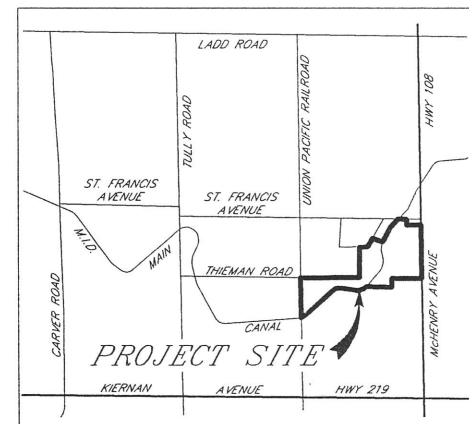 LADD ROAD
TULLY ROAD
UNION PACIFIC RAILROAD
HWY 108
ST. FRANCIS
AVENUE
ST. FRANCIS
AVENUE
M.I.D.
MAIN
THIEMAN ROAD
CANAL
CARVER ROAD
McHENRY AVENUE
PROJECT SITE
KIERNAN
AVENUE
HWY 219